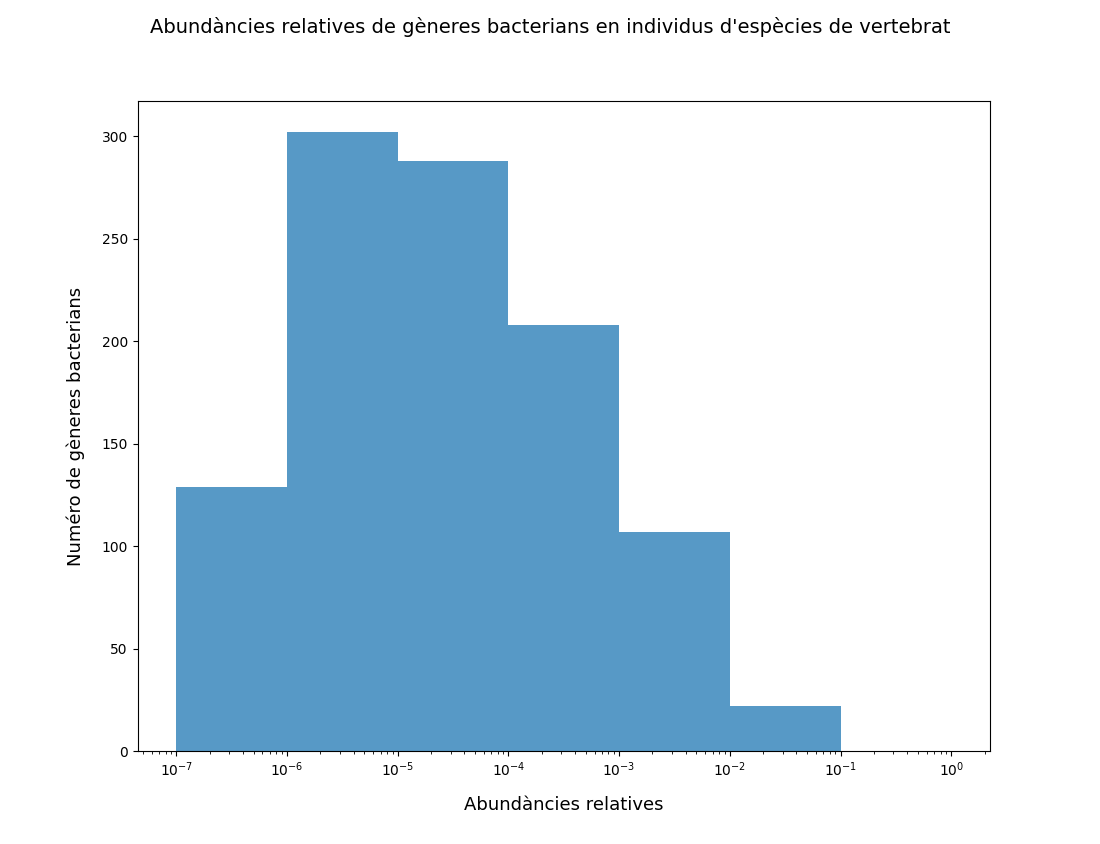 Abundàncies relatives de gèneres bacterians en individus d'espècies de vertebrat
300
250
200
150
100
50
0
Numéro de gèneres bacterians
10⁻⁷ 10⁻⁶ 10⁻⁵ 10⁻⁴ 10⁻³ 10⁻² 10⁻¹ 10⁰
Abundàncies relatives